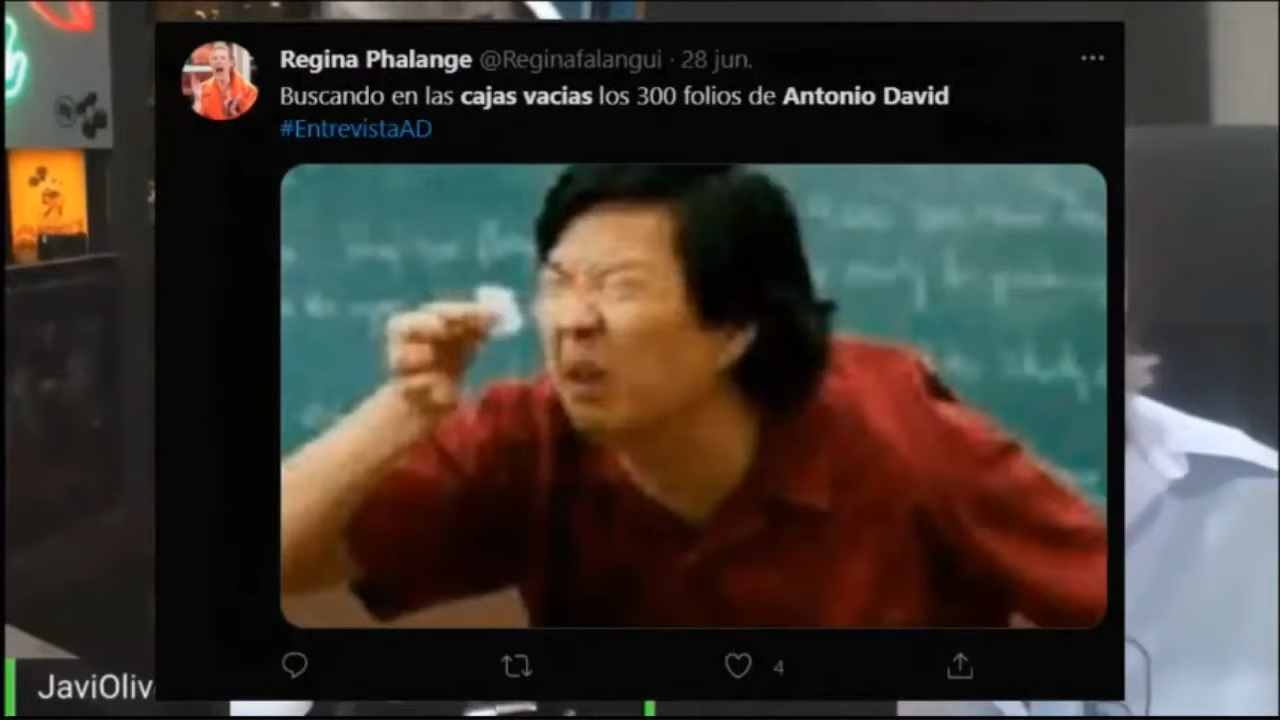 Regina Phalange @Reginafalangui · 28 jun.
Buscando en las cajas vacias los 300 folios de Antonio David
#EntrevistaAD
4
JaviOliv